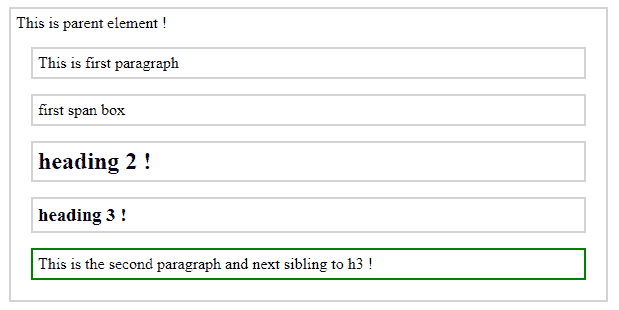 This is parent element !
This is first paragraph
first span box
heading 2 !
heading 3 !
This is the second paragraph and next sibling to h3 !